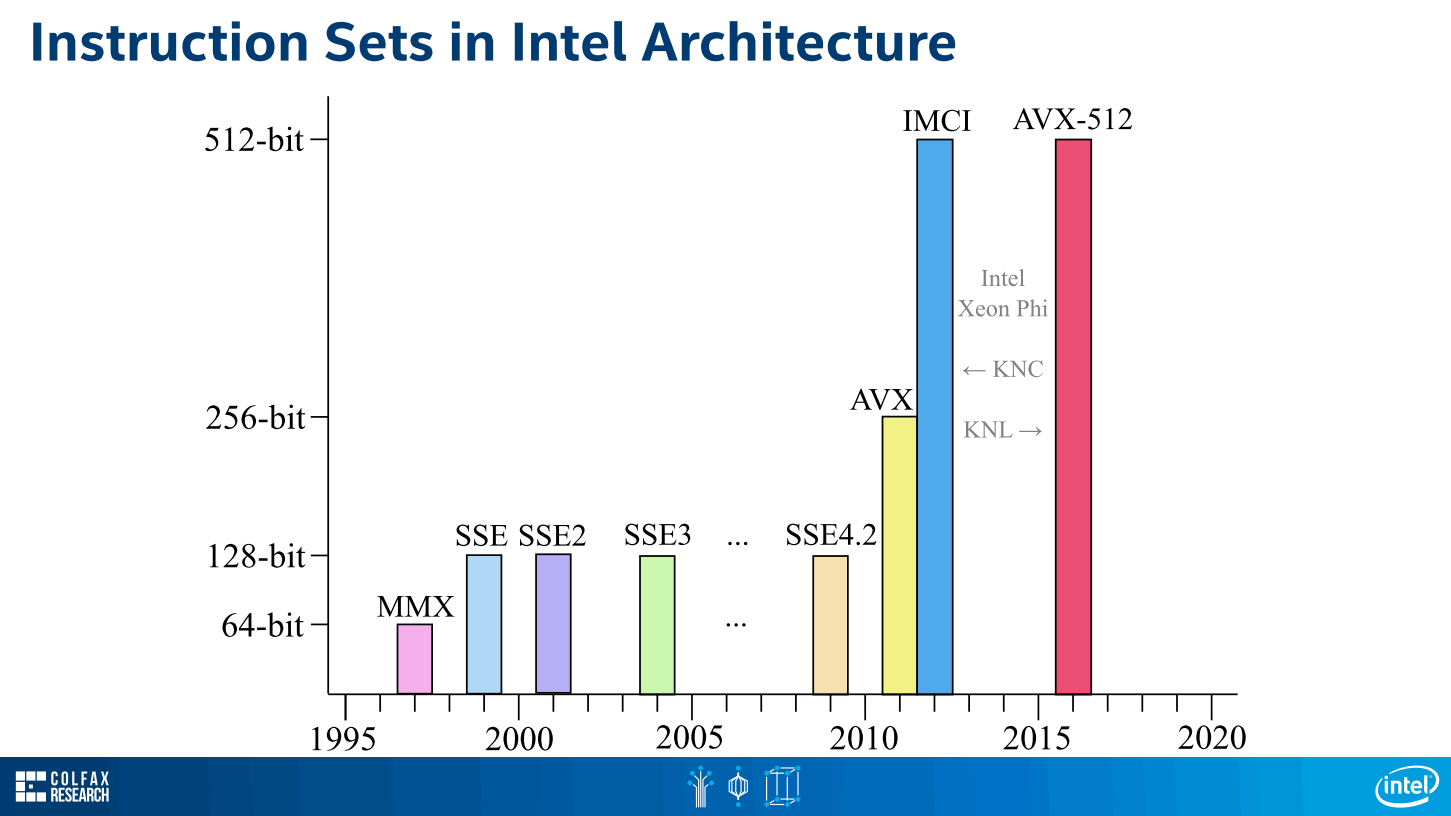 Instruction Sets in Intel Architecture
IMCI
AVX-512
512-bit
Intel
Xeon Phi
← KNC
AVX
256-bit
KNL →
SSE
SSE2
SSE3
...
SSE4.2
128-bit
MMX
64-bit
...
1995
2000
2005
2010
2015
2020
COLFAX
RESEARCH
intel